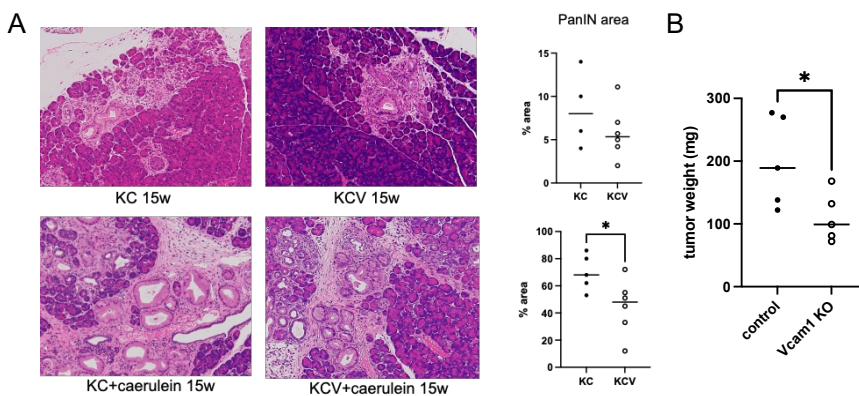 A
KC 15w
KCV 15w
KC+caerulein 15w
KCV+caerulein 15w
PanIN area
% area
15
10
5
0
KC
KCV
% area
100
80
60
40
20
0
*
KC
KCV
B
tumor weight (mg)
300
200
100
0
*
control
Vcam1 KO